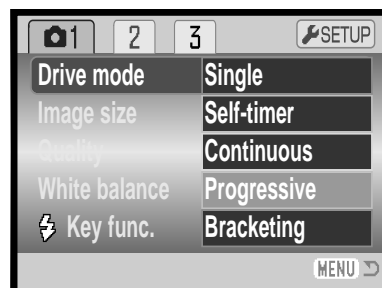 1 2 3 SETUP
Drive mode Single
Image size Self-timer
Quality Continuous
White balance Progressive
Key func. Bracketing
MENU